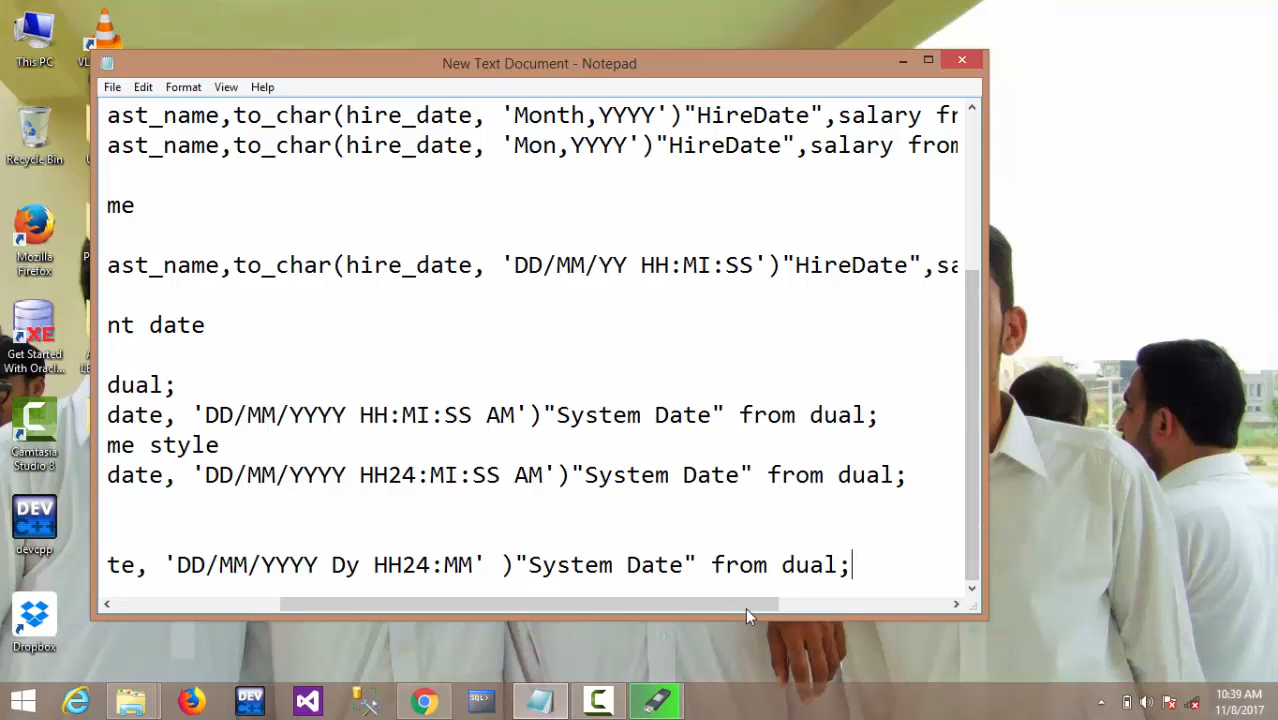 This PC
VL
New Text Document - Notepad
File Edit Format View Help
ast_name,to_char(hire_date, 'Month,YYYY')"HireDate",salary fr
ast_name,to_char(hire_date, 'Mon,YYYY')"HireDate",salary from
me
ast_name,to_char(hire_date, 'DD/MM/YY HH:MI:SS')"HireDate",sa
nt date
dual;
date, 'DD/MM/YYYY HH:MI:SS AM')"System Date" from dual;
me style
date, 'DD/MM/YYYY HH24:MI:SS AM')"System Date" from dual;
te, 'DD/MM/YYYY Dy HH24:MM' )"System Date" from dual;
Recycle Bin
Mozilla
Firefox
XE
Get Started
With Oracl...
Camtasia
Studio 8
DEV
devcpp
Dropbox
DEV
SQL>
10:39 AM
11/8/2017